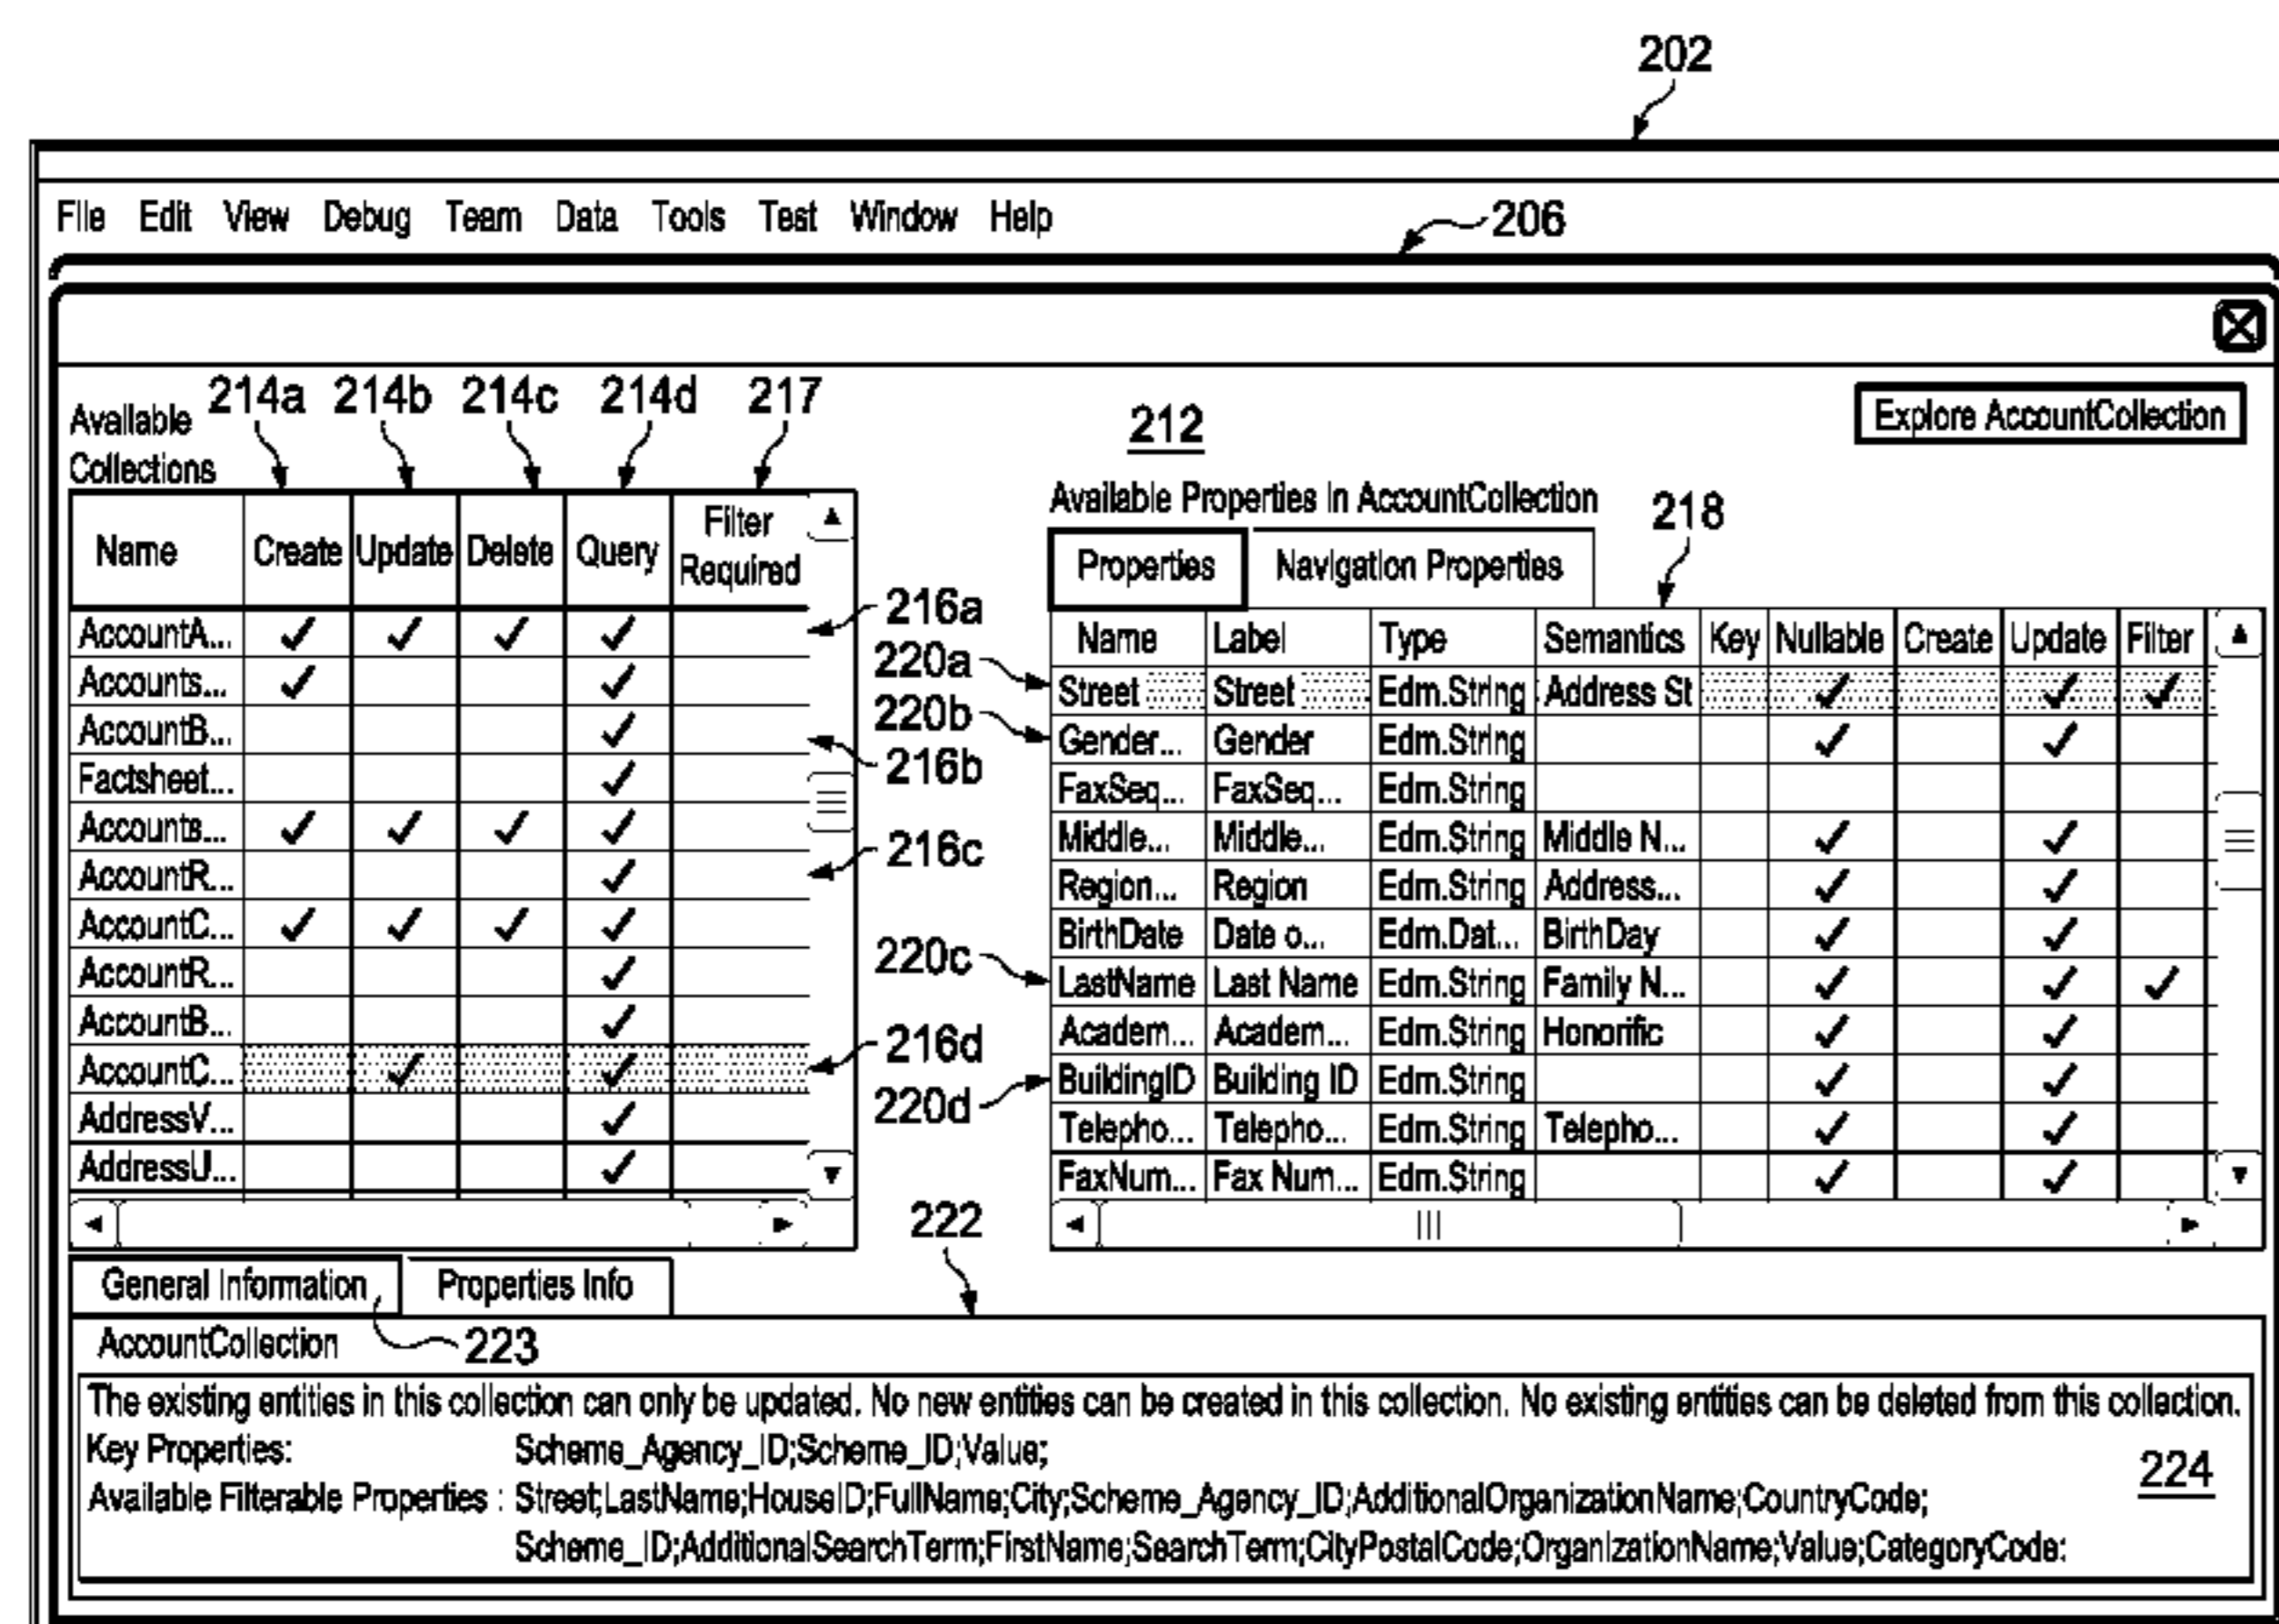 202
File Edit View Debug Team Data Tools Test Window Help
206
Available Collections
214a 214b 214c 214d 217
212
Explore AccountCollection
Name Create Update Delete Query Filter Required
AccountA... ✓ ✓ ✓ ✓
Accounts... ✓ ✓
AccountB... ✓
Factsheet... ✓
Accounts... ✓ ✓ ✓ ✓
AccountR... ✓
AccountC... ✓ ✓ ✓ ✓
AccountR... ✓
AccountB... ✓
AccountC... ✓ ✓
AddressV... ✓
AddressU... ✓
216a
216b
216c
216d
Available Properties In AccountCollection
218
Properties Navigation Properties
Name Label Type Semantics Key Nullable Create Update Filter
220a
Street Street Edm.String Address St ✓ ✓ ✓
220b
Gender... Gender Edm.String ✓ ✓
FaxSeq... FaxSeq... Edm.String
Middle... Middle... Edm.String Middle N... ✓ ✓
Region... Region Edm.String Address... ✓ ✓
BirthDate Date o... Edm.Dat... BirthDay ✓ ✓
220c
LastName Last Name Edm.String Family N... ✓ ✓ ✓
Academ... Academ... Edm.String Honorific ✓ ✓
220d
BuildingID Building ID Edm.String ✓ ✓
Telepho... Telepho... Edm.String Telepho... ✓ ✓
FaxNum... Fax Num... Edm.String ✓ ✓
222
General Information Properties Info
AccountCollection
223
The existing entities in this collection can only be updated. No new entities can be created in this collection. No existing entities can be deleted from this collection.
Key Properties: Scheme_Agency_ID;Scheme_ID;Value;
224
Available Filterable Properties : Street;LastName;HouseID;FullName;City;Scheme_Agency_ID;AdditionalOrganizationName;CountryCode;
Scheme_ID;AdditionalSearchTerm;FirstName;SearchTerm;CityPostalCode;OrganizationName;Value;CategoryCode: